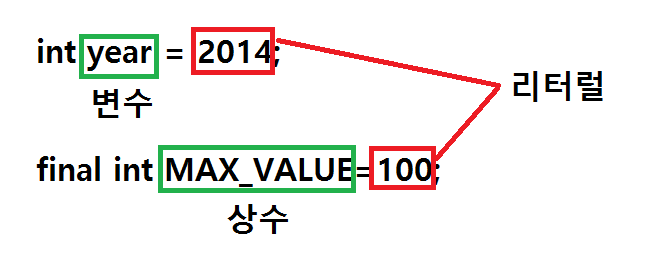 int year = 2014;
변수
리터럴
final int MAX_VALUE=100;
상수